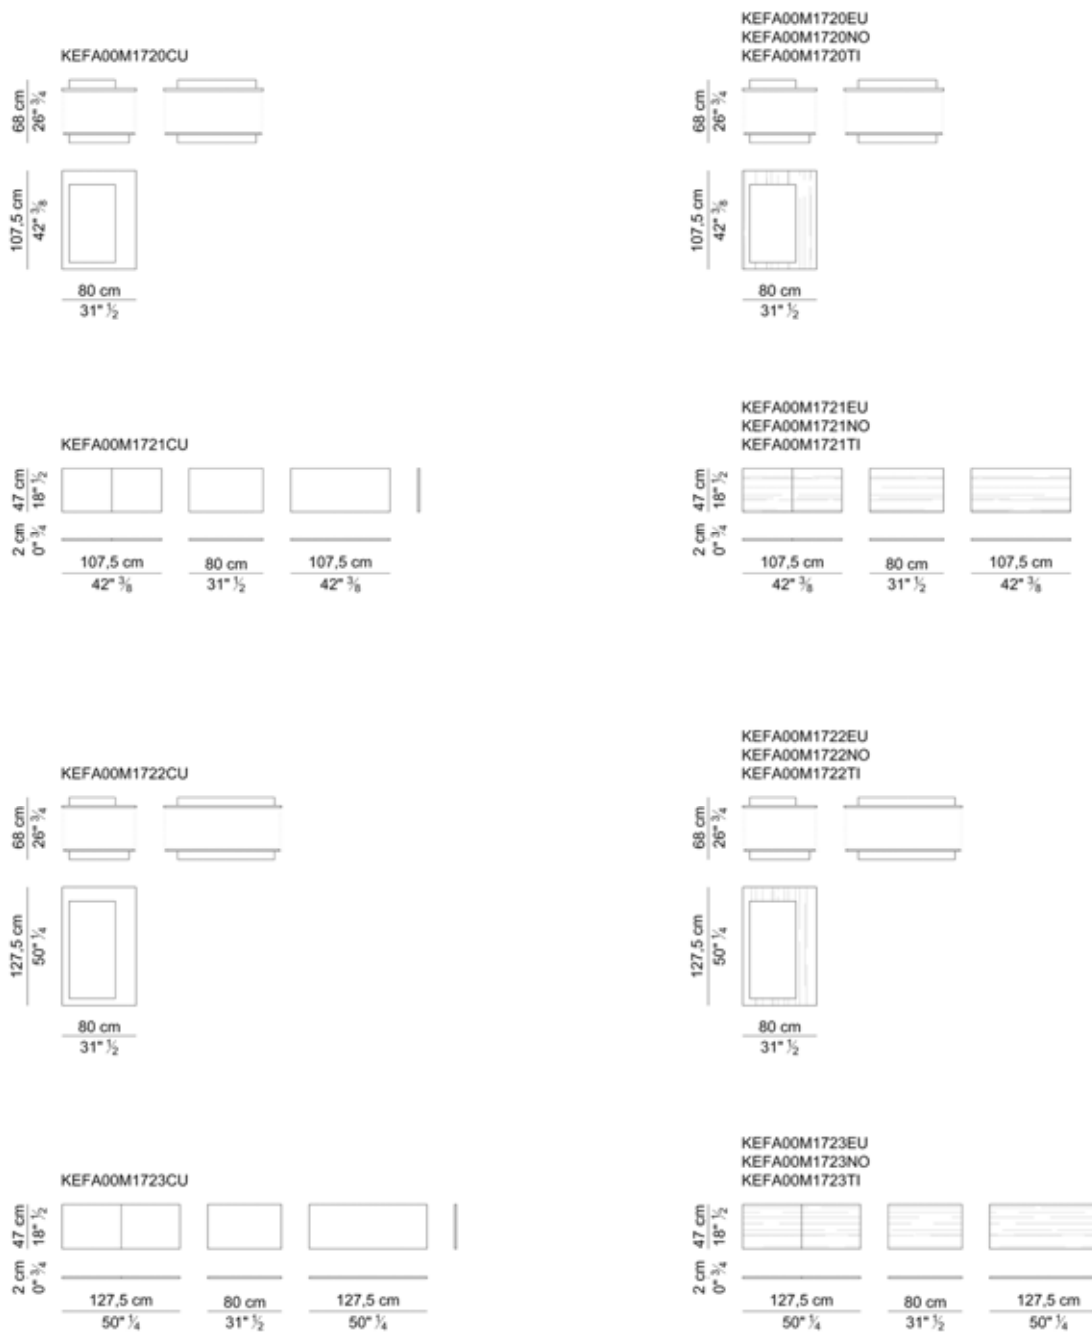 KEFA00M1720CU
68 cm
26" ¾
107,5 cm
42" ⅜
80 cm
31" ½
KEFA00M1720EU
KEFA00M1720NO
KEFA00M1720TI
68 cm
26" ¾
107,5 cm
42" ⅜
80 cm
31" ½
KEFA00M1721CU
47 cm
18" ½
2 cm
0" ¾
107,5 cm
42" ⅜
80 cm
31" ½
107,5 cm
42" ⅜
KEFA00M1721EU
KEFA00M1721NO
KEFA00M1721TI
47 cm
18" ½
2 cm
0" ¾
107,5 cm
42" ⅜
80 cm
31" ½
107,5 cm
42" ⅜
KEFA00M1722CU
68 cm
26" ¾
127,5 cm
50" ¼
80 cm
31" ½
KEFA00M1722EU
KEFA00M1722NO
KEFA00M1722TI
68 cm
26" ¾
127,5 cm
50" ¼
80 cm
31" ½
KEFA00M1723CU
47 cm
18" ½
2 cm
0" ¾
127,5 cm
50" ¼
80 cm
31" ½
127,5 cm
50" ¼
KEFA00M1723EU
KEFA00M1723NO
KEFA00M1723TI
47 cm
18" ½
2 cm
0" ¾
127,5 cm
50" ¼
80 cm
31" ½
127,5 cm
50" ¼